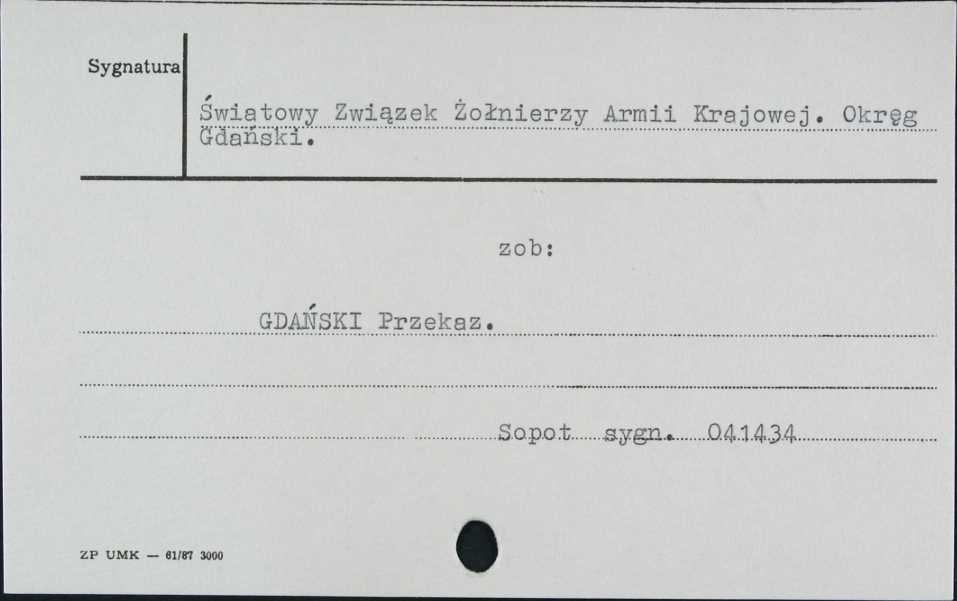 Sygnatura
Światowy Związek Żołnierzy Armii Krajowej. Okręg
Gdański.
zob:
GDAŃSKI Przekaz.
Sopot sygn. 041434
ZP UMK — 61/87 3000